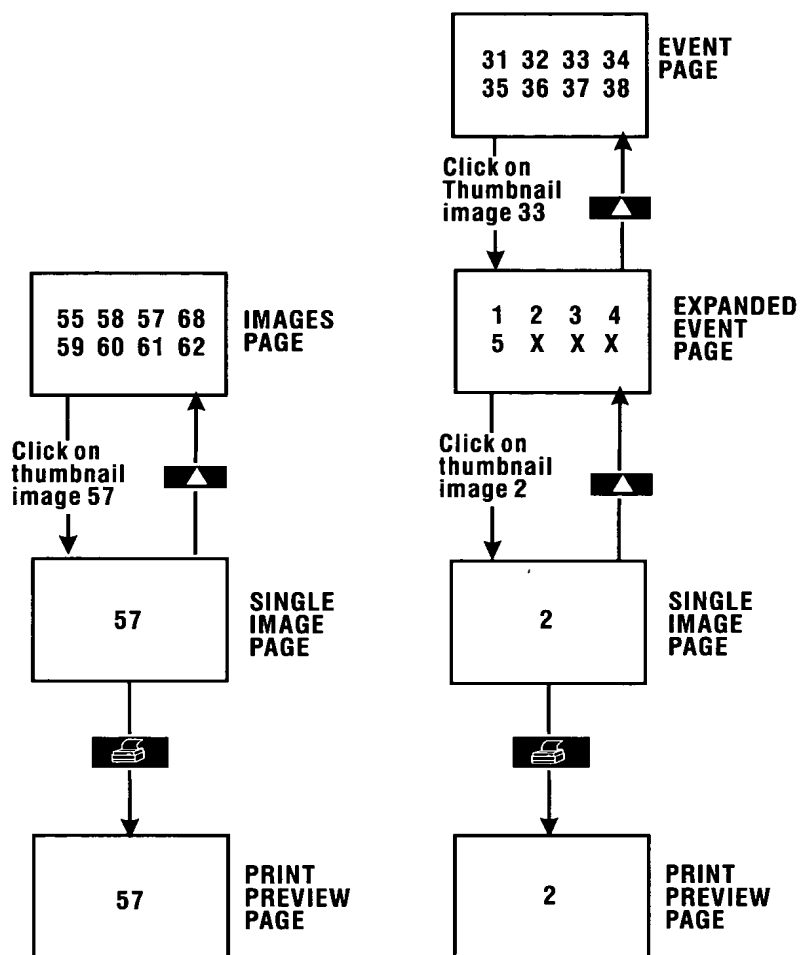 55 58 57 68
59 60 61 62
IMAGES
PAGE
Click on
thumbnail
image 57
57
SINGLE
IMAGE
PAGE
57
PRINT
PREVIEW
PAGE
31 32 33 34
35 36 37 38
EVENT
PAGE
Click on
Thumbnail
image 33
1 2 3 4
5 X X X
EXPANDED
EVENT
PAGE
Click on
thumbnail
image 2
2
SINGLE
IMAGE
PAGE
2
PRINT
PREVIEW
PAGE